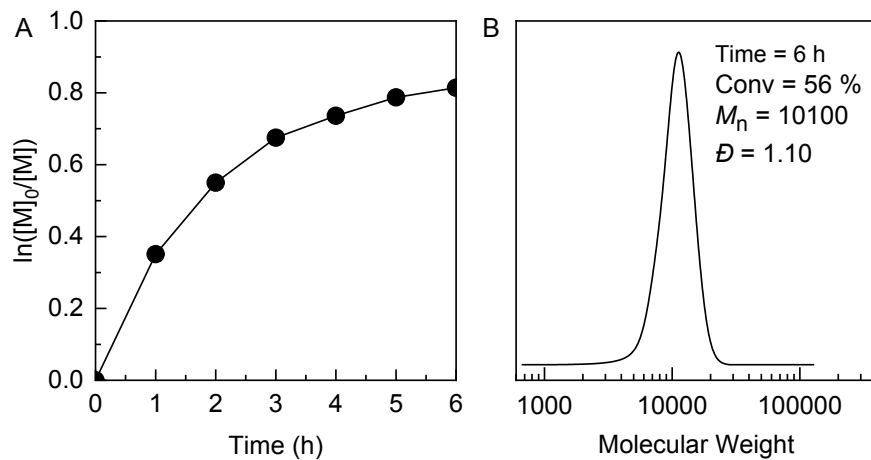 A
ln([M]₀/[M])
1.0
0.8
0.6
0.4
0.2
0.0
0 1 2 3 4 5 6
Time (h)
B
Time = 6 h
Conv = 56 %
Mₙ = 10100
Đ = 1.10
1000 10000 100000
Molecular Weight